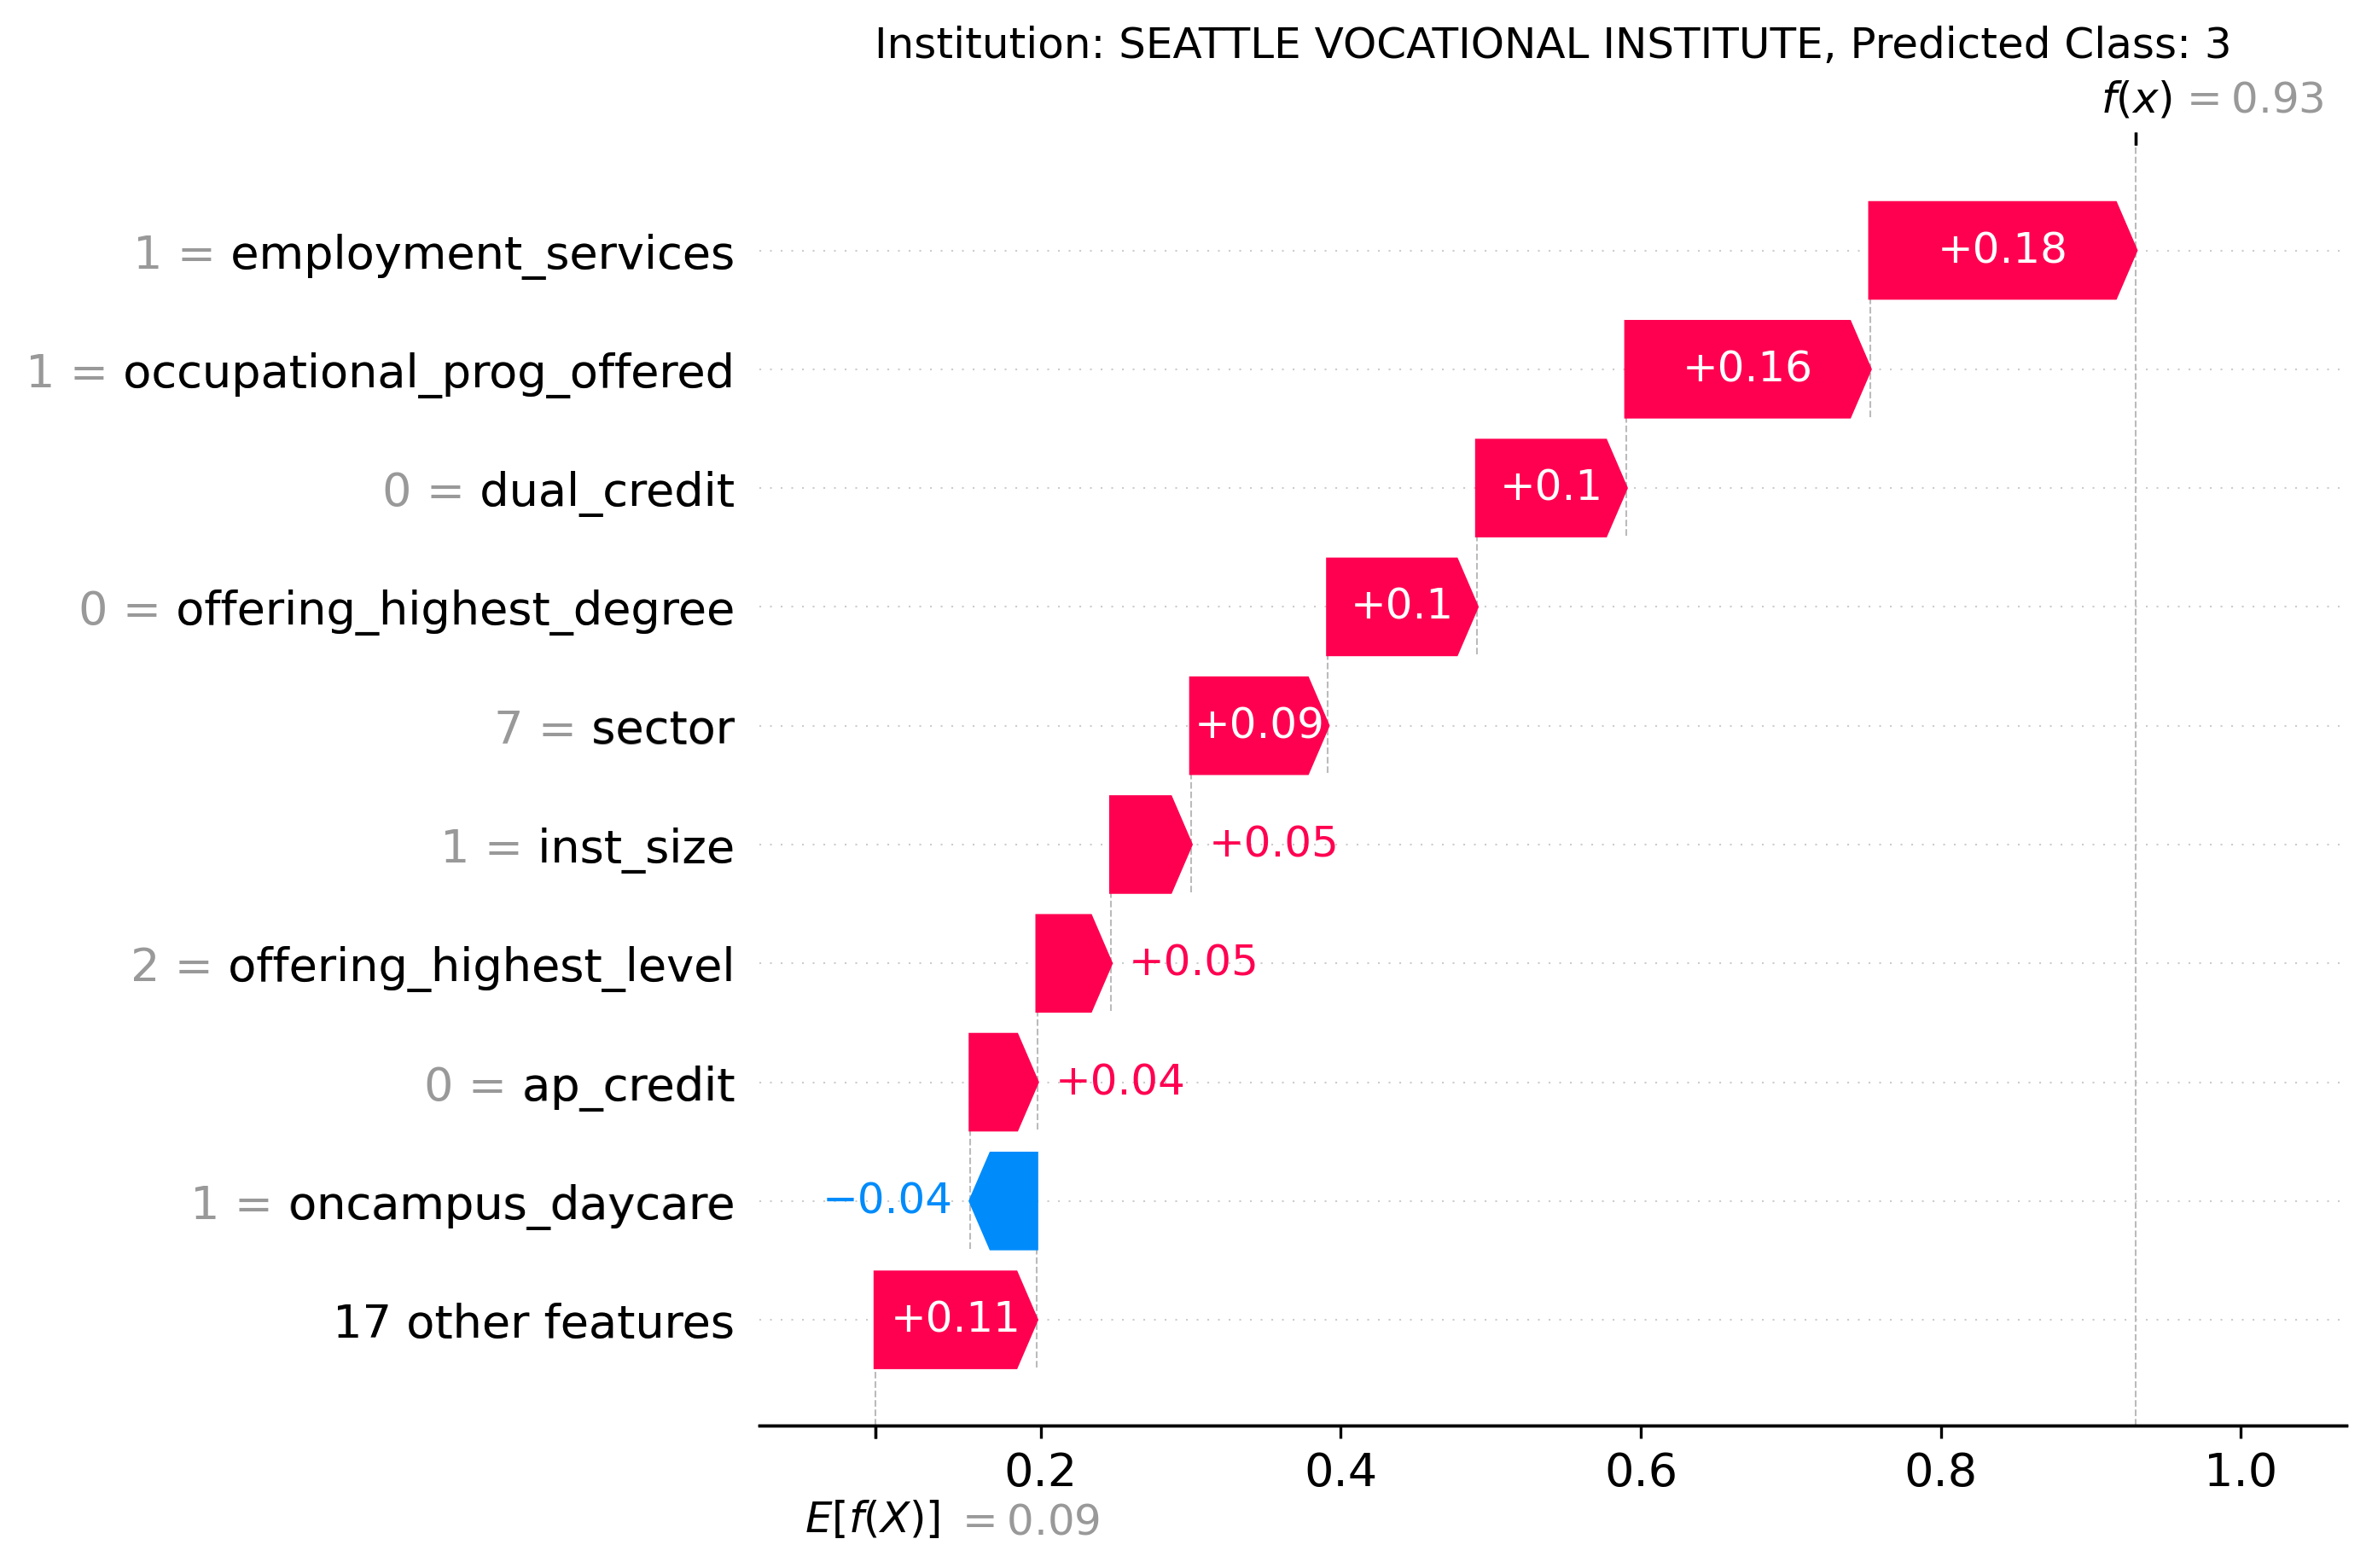 Institution: SEATTLE VOCATIONAL INSTITUTE, Predicted Class: 3
f(x) = 0.93
1 = employment_services +0.18
1 = occupational_prog_offered +0.16
0 = dual_credit +0.1
0 = offering_highest_degree +0.1
7 = sector +0.09
1 = inst_size +0.05
2 = offering_highest_level +0.05
0 = ap_credit +0.04
1 = oncampus_daycare −0.04
17 other features +0.11
0.2 0.4 0.6 0.8 1.0
E[f(X)] = 0.09